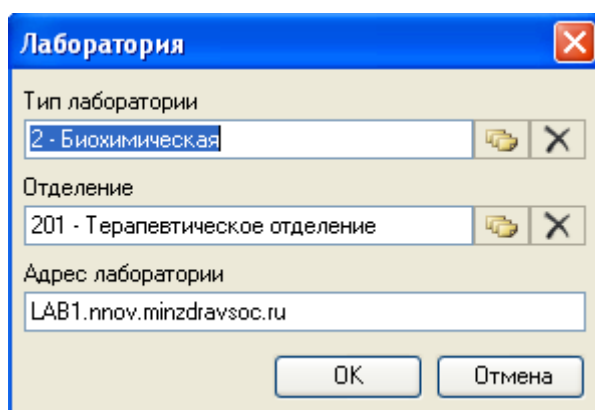 Лаборатория
Тип лаборатории
2 - Биохимическая
Отделение
201 - Терапевтическое отделение
Адрес лаборатории
LAB1.nnov.minzdravsoc.ru
OK Отмена